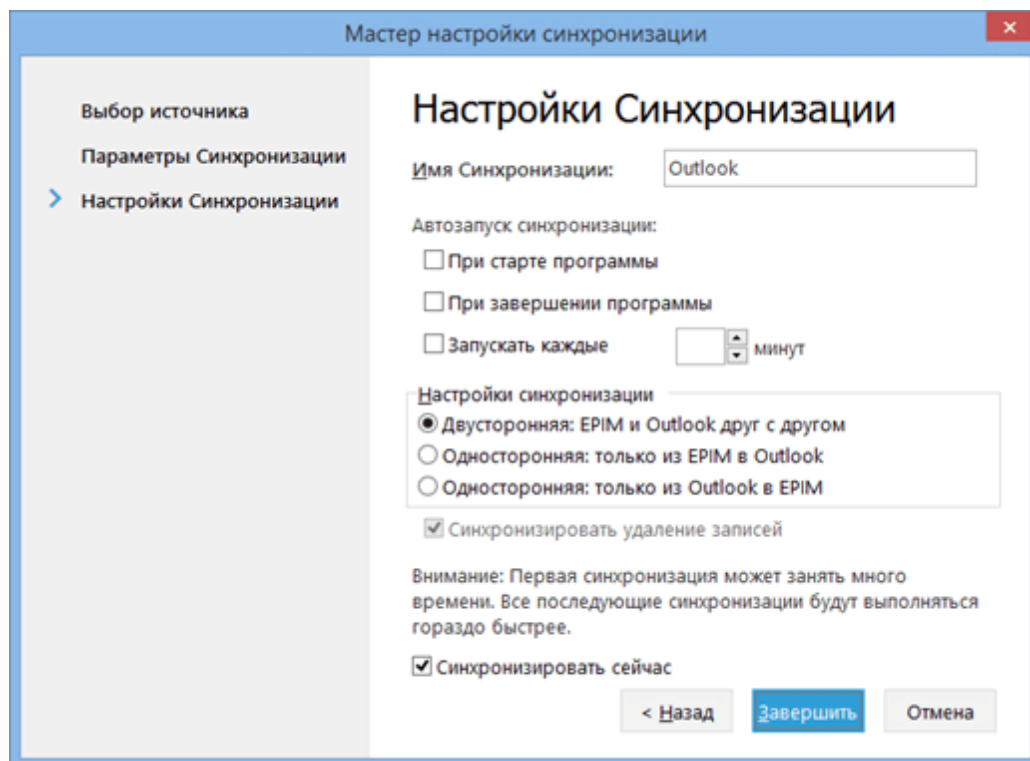 Мастер настройки синхронизации
Выбор источника
Параметры Синхронизации
Настройки Синхронизации
Настройки Синхронизации
Имя Синхронизации: Outlook
Автозапуск синхронизации:
При старте программы
При завершении программы
Запускать каждые минут
Настройки синхронизации
Двусторонняя: EPIM и Outlook друг с другом
Односторонняя: только из EPIM в Outlook
Односторонняя: только из Outlook в EPIM
Синхронизировать удаление записей
Внимание: Первая синхронизация может занять много
времени. Все последующие синхронизации будут выполняться
гораздо быстрее.
Синхронизировать сейчас
< Назад Завершить Отмена